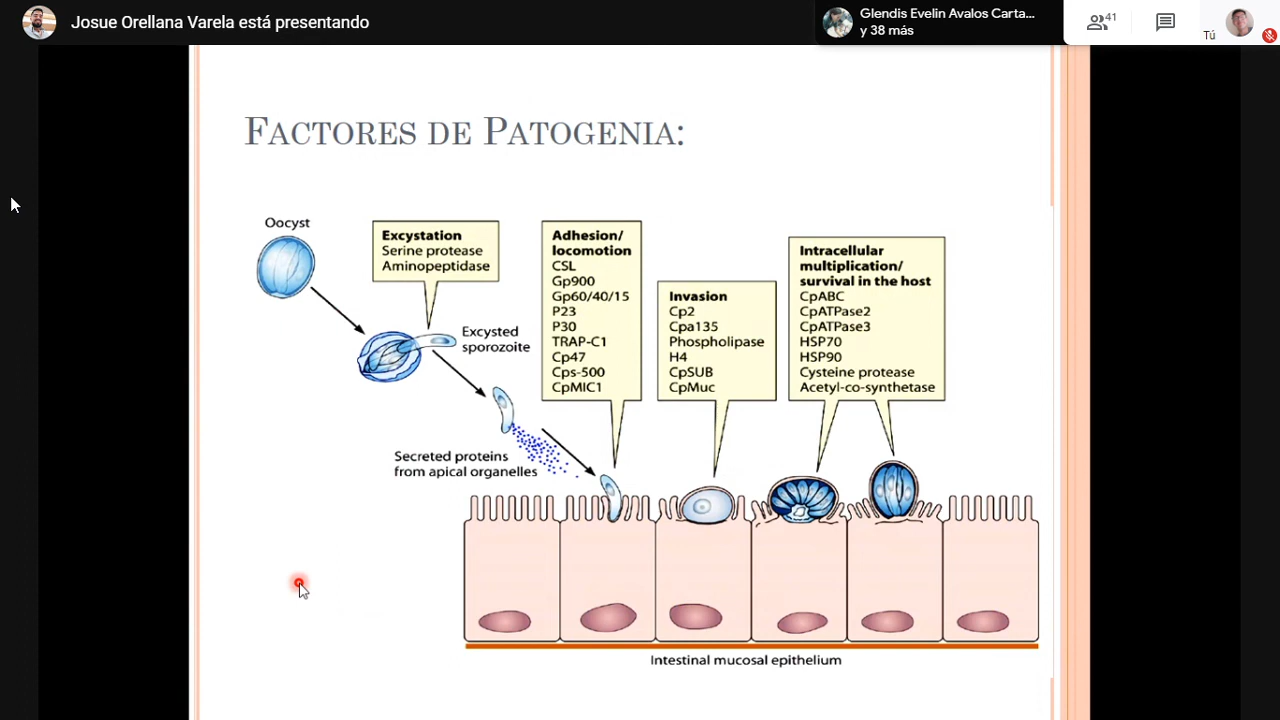 Josue Orellana Varela está presentando
Glendis Evelin Avalos Carta...
y 38 más
41
Tú
FACTORES DE PATOGENIA:
Oocyst
Excystation
Serine protease
Aminopeptidase
Excysted
sporozoite
Secreted proteins
from apical organelles
Adhesion/
locomotion
CSL
Gp900
Gp60/40/15
P23
P30
TRAP-C1
Cp47
Cps-500
CpMIC1
Invasion
Cp2
Cpa135
Phospholipase
H4
CpSUB
CpMuc
Intracellular
multiplication/
survival in the host
CpABC
CpATPase2
CpATPase3
HSP70
HSP90
Cysteine protease
Acetyl-co-synthetase
Intestinal mucosal epithelium